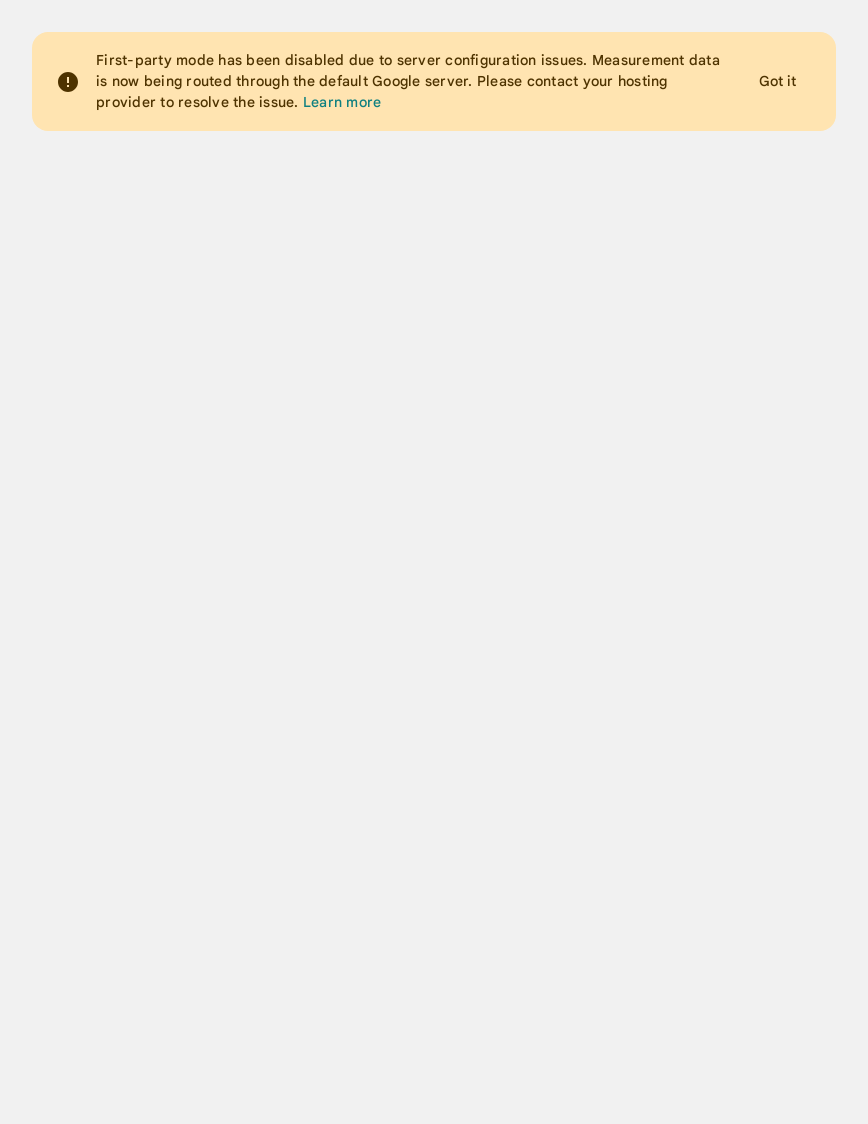 First-party mode has been disabled due to server configuration issues. Measurement data
is now being routed through the default Google server. Please contact your hosting
provider to resolve the issue. Learn more
Got it